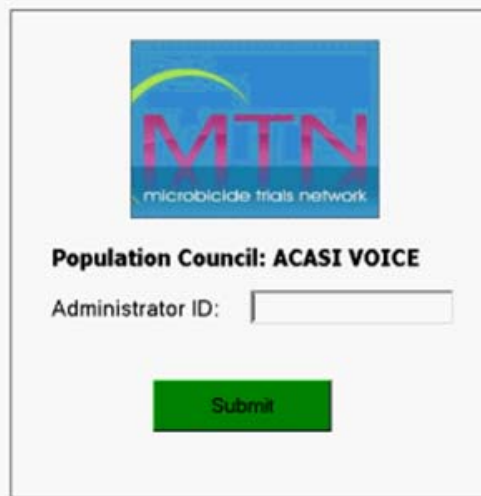 MTN
microbicide trials network
Population Council: ACASI VOICE
Administrator ID:
Submit